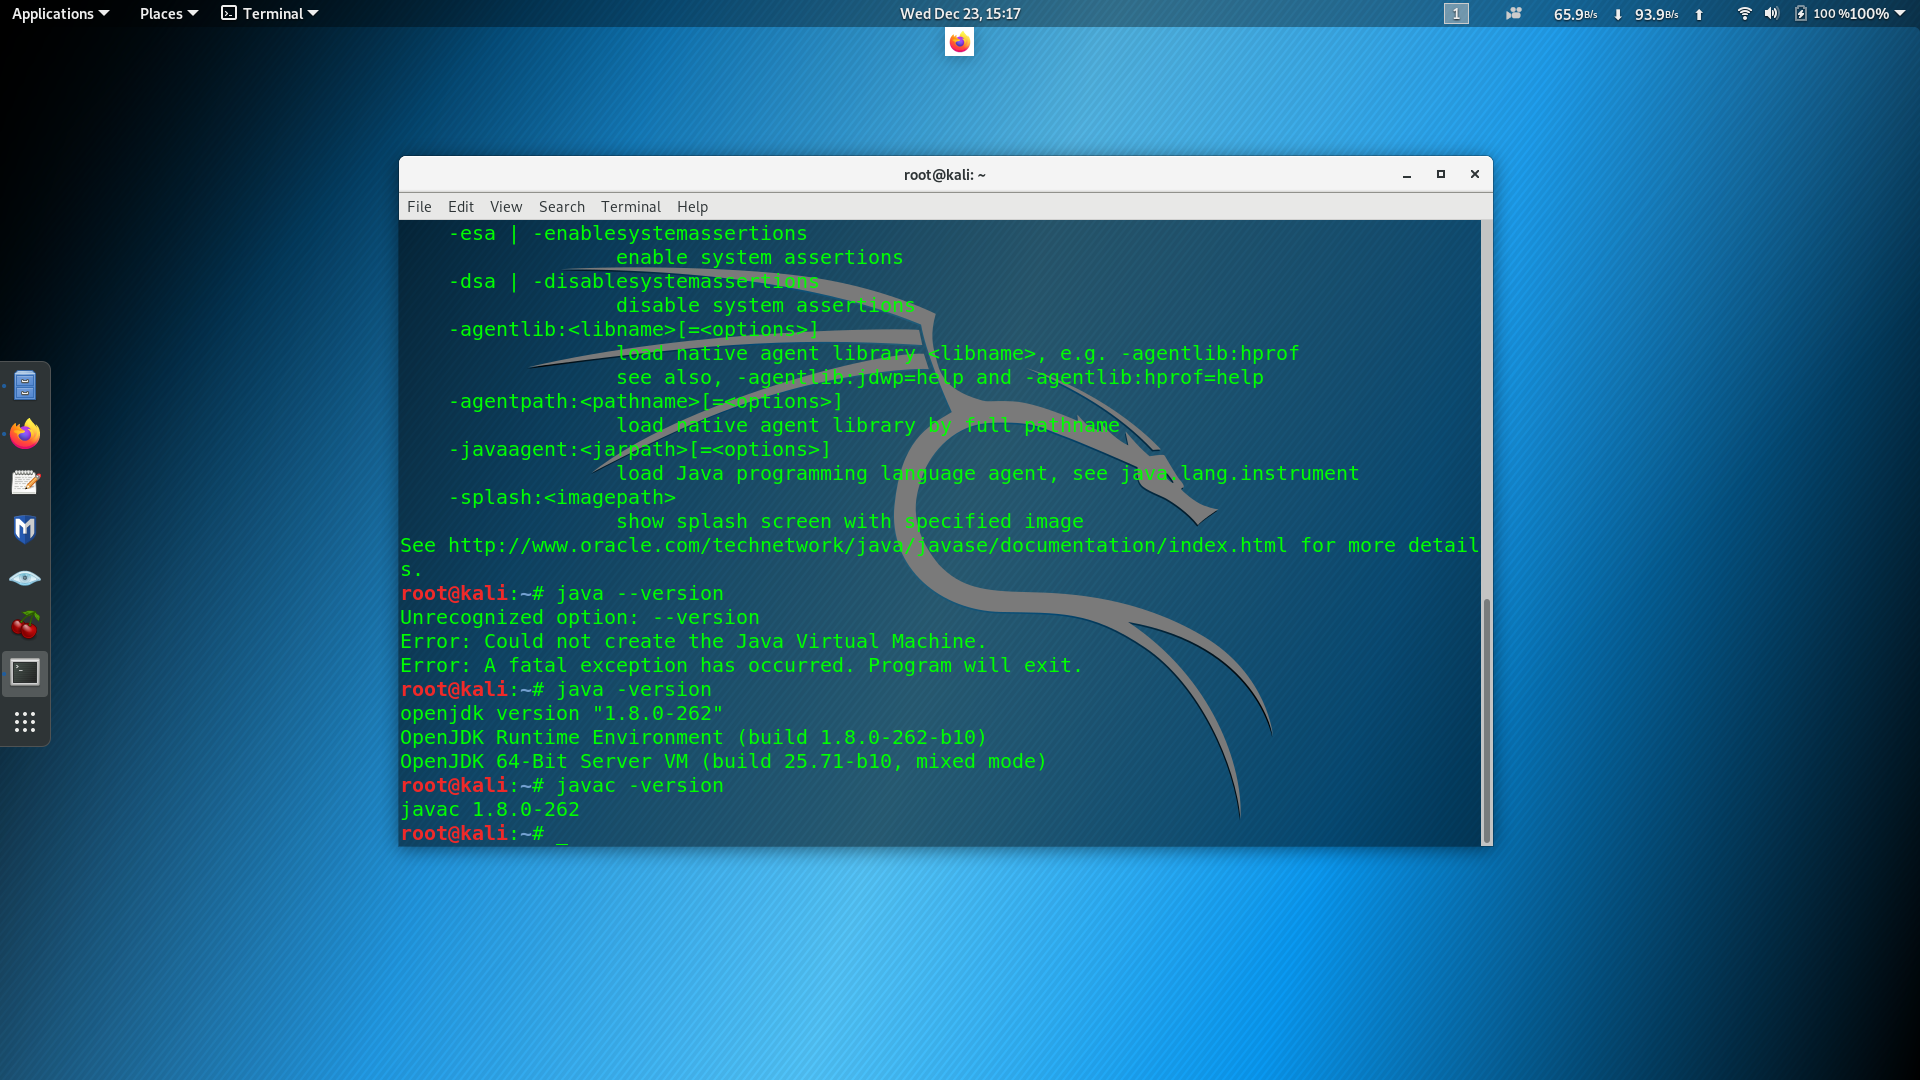 Applications Places Terminal Wed Dec 23, 15:17 1 65.9B/s 93.9B/s 100 %100%
root@kali: ~
File Edit View Search Terminal Help
-esa | -enablesystemassertions
enable system assertions
-dsa | -disablesystemassertions
disable system assertions
-agentlib:<libname>[=<options>]
load native agent library <libname>, e.g. -agentlib:hprof
see also, -agentlib:jdwp=help and -agentlib:hprof=help
-agentpath:<pathname>[=<options>]
load native agent library by full pathname
-javaagent:<jarpath>[=<options>]
load Java programming language agent, see java.lang.instrument
-splash:<imagepath>
show splash screen with specified image
See http://www.oracle.com/technetwork/java/javase/documentation/index.html for more detail
s.
root@kali:~# java --version
Unrecognized option: --version
Error: Could not create the Java Virtual Machine.
Error: A fatal exception has occurred. Program will exit.
root@kali:~# java -version
openjdk version "1.8.0-262"
OpenJDK Runtime Environment (build 1.8.0-262-b10)
OpenJDK 64-Bit Server VM (build 25.71-b10, mixed mode)
root@kali:~# javac -version
javac 1.8.0-262
root@kali:~# _